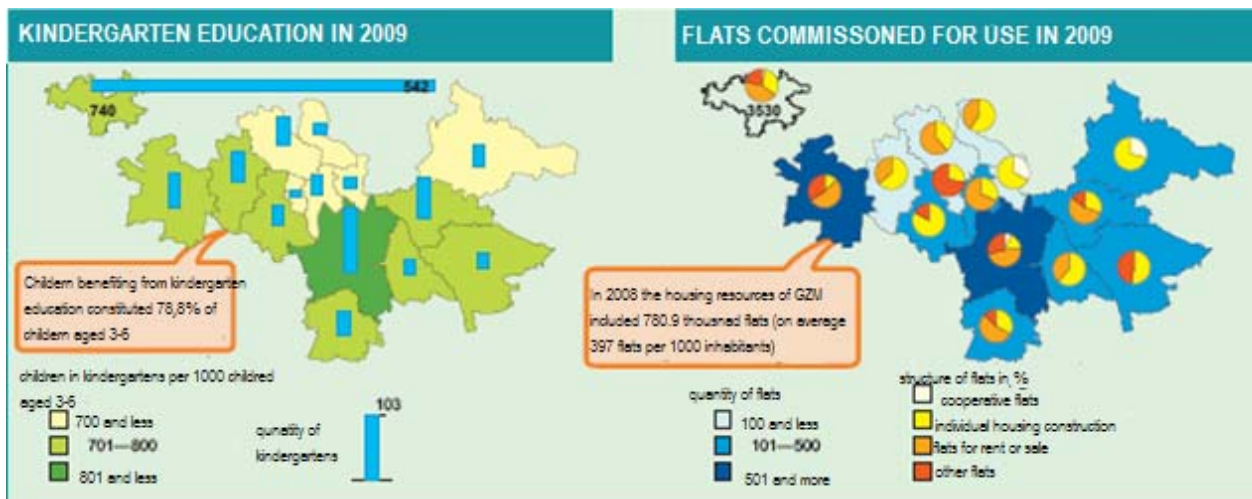 KINDERGARTEN EDUCATION IN 2009
740
542
Childern benefiting from kindergarten
education constituted 78,8% of
childern aged 3-6
children in kindergartens per 1000 childred
aged 3-6
700 and less
701—800
801 and less
qunatity of
kindergartens
103
FLATS COMMISSONED FOR USE IN 2009
3530
In 2008 the housing resources of GZM
included 780.9 thousnad flats (on average
397 flats per 1000 inhabitants)
quantity of flats
100 and less
101—500
501 and more
structure of flats in, %
cooperative flats
individual housing construction
flats for rent or sale
other flats